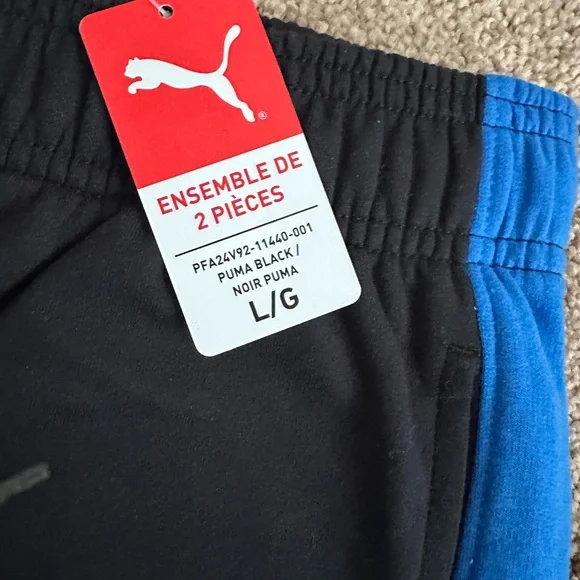 ENSEMBLE DE
2 PIÈCES
PFA24V92-11440-001
PUMA BLACK /
NOIR PUMA
L/G